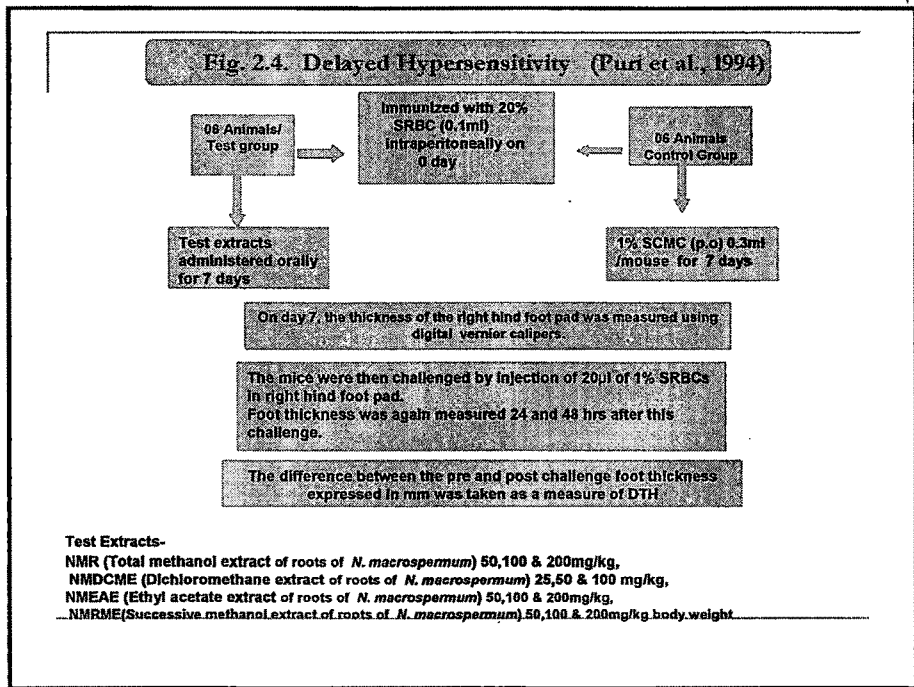 Fig. 2.4. Delayed Hypersensitivity (Puri et al., 1994)
06 Animals/
Test group
Immunized with 20%
SRBC (0.1ml)
intraperitoneally on
0 day
06 Animals
Control Group
Test extracts
administered orally
for 7 days
1% SCMC (p.o) 0.3ml
/mouse for 7 days
On day 7, the thickness of the right hind foot pad was measured using
digital vernier calipers.
The mice were then challenged by injection of 20µl of 1% SRBCs
in right hind foot pad.
Foot thickness was again measured 24 and 48 hrs after this
challenge.
The difference between the pre and post challenge foot thickness
expressed in mm was taken as a measure of DTH
Test Extracts-
NMR (Total methanol extract of roots of N. macrospermum) 50,100 & 200mg/kg,
NMDCME (Dichloromethane extract of roots of N. macrospermum) 25,50 & 100 mg/kg,
NMEAE (Ethyl acetate extract of roots of N. macrospermum) 50,100 & 200mg/kg,
NMRME(Successive methanol extract of roots of N. macrospermum) 50,100 & 200mg/kg body weight